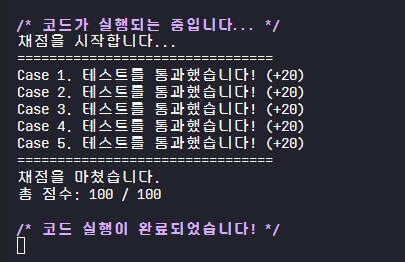 /* 코드가 실행되는 중입니다... */
채점을 시작합니다...
================================
Case 1. 테스트를 통과했습니다! (+20)
Case 2. 테스트를 통과했습니다! (+20)
Case 3. 테스트를 통과했습니다! (+20)
Case 4. 테스트를 통과했습니다! (+20)
Case 5. 테스트를 통과했습니다! (+20)
================================
채점을 마쳤습니다.
총 점수: 100 / 100
/* 코드 실행이 완료되었습니다! */